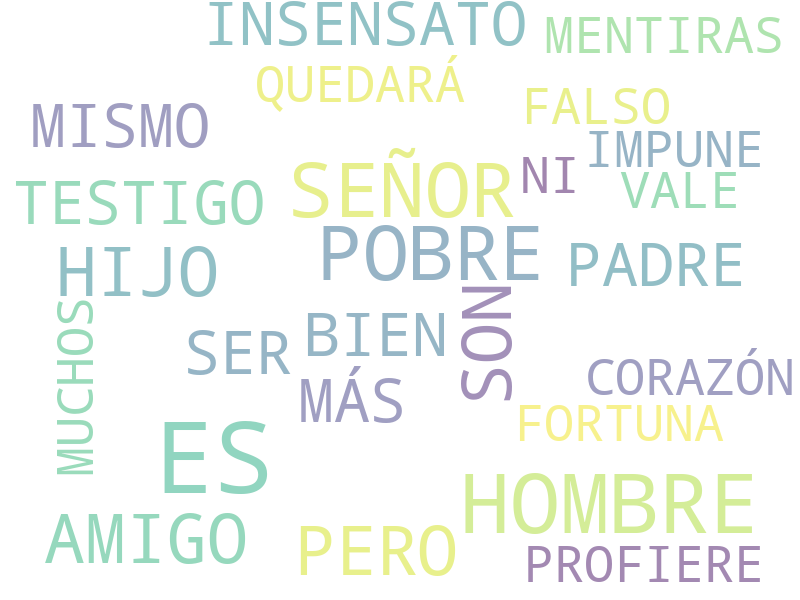 INSENSATO
MENTIRAS
QUEDARÁ
FALSO
MISMO
IMPUNE
NI
VALE
TESTIGO
SEÑOR
POBRE
HIJO
PADRE
SON
MUCHOS
BIEN
SER
CORAZÓN
MÁS
FORTUNA
ES
HOMBRE
AMIGO
PERO
PROFIERE